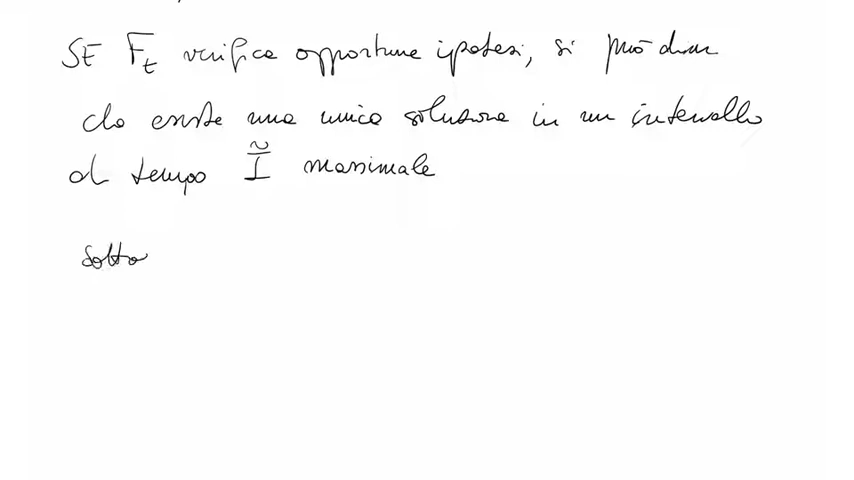 SE F_t verifica opportune ipotesi, si può dire
che esiste una unica soluzione in un intervallo
di tempo Ĩ massimale
Sotto